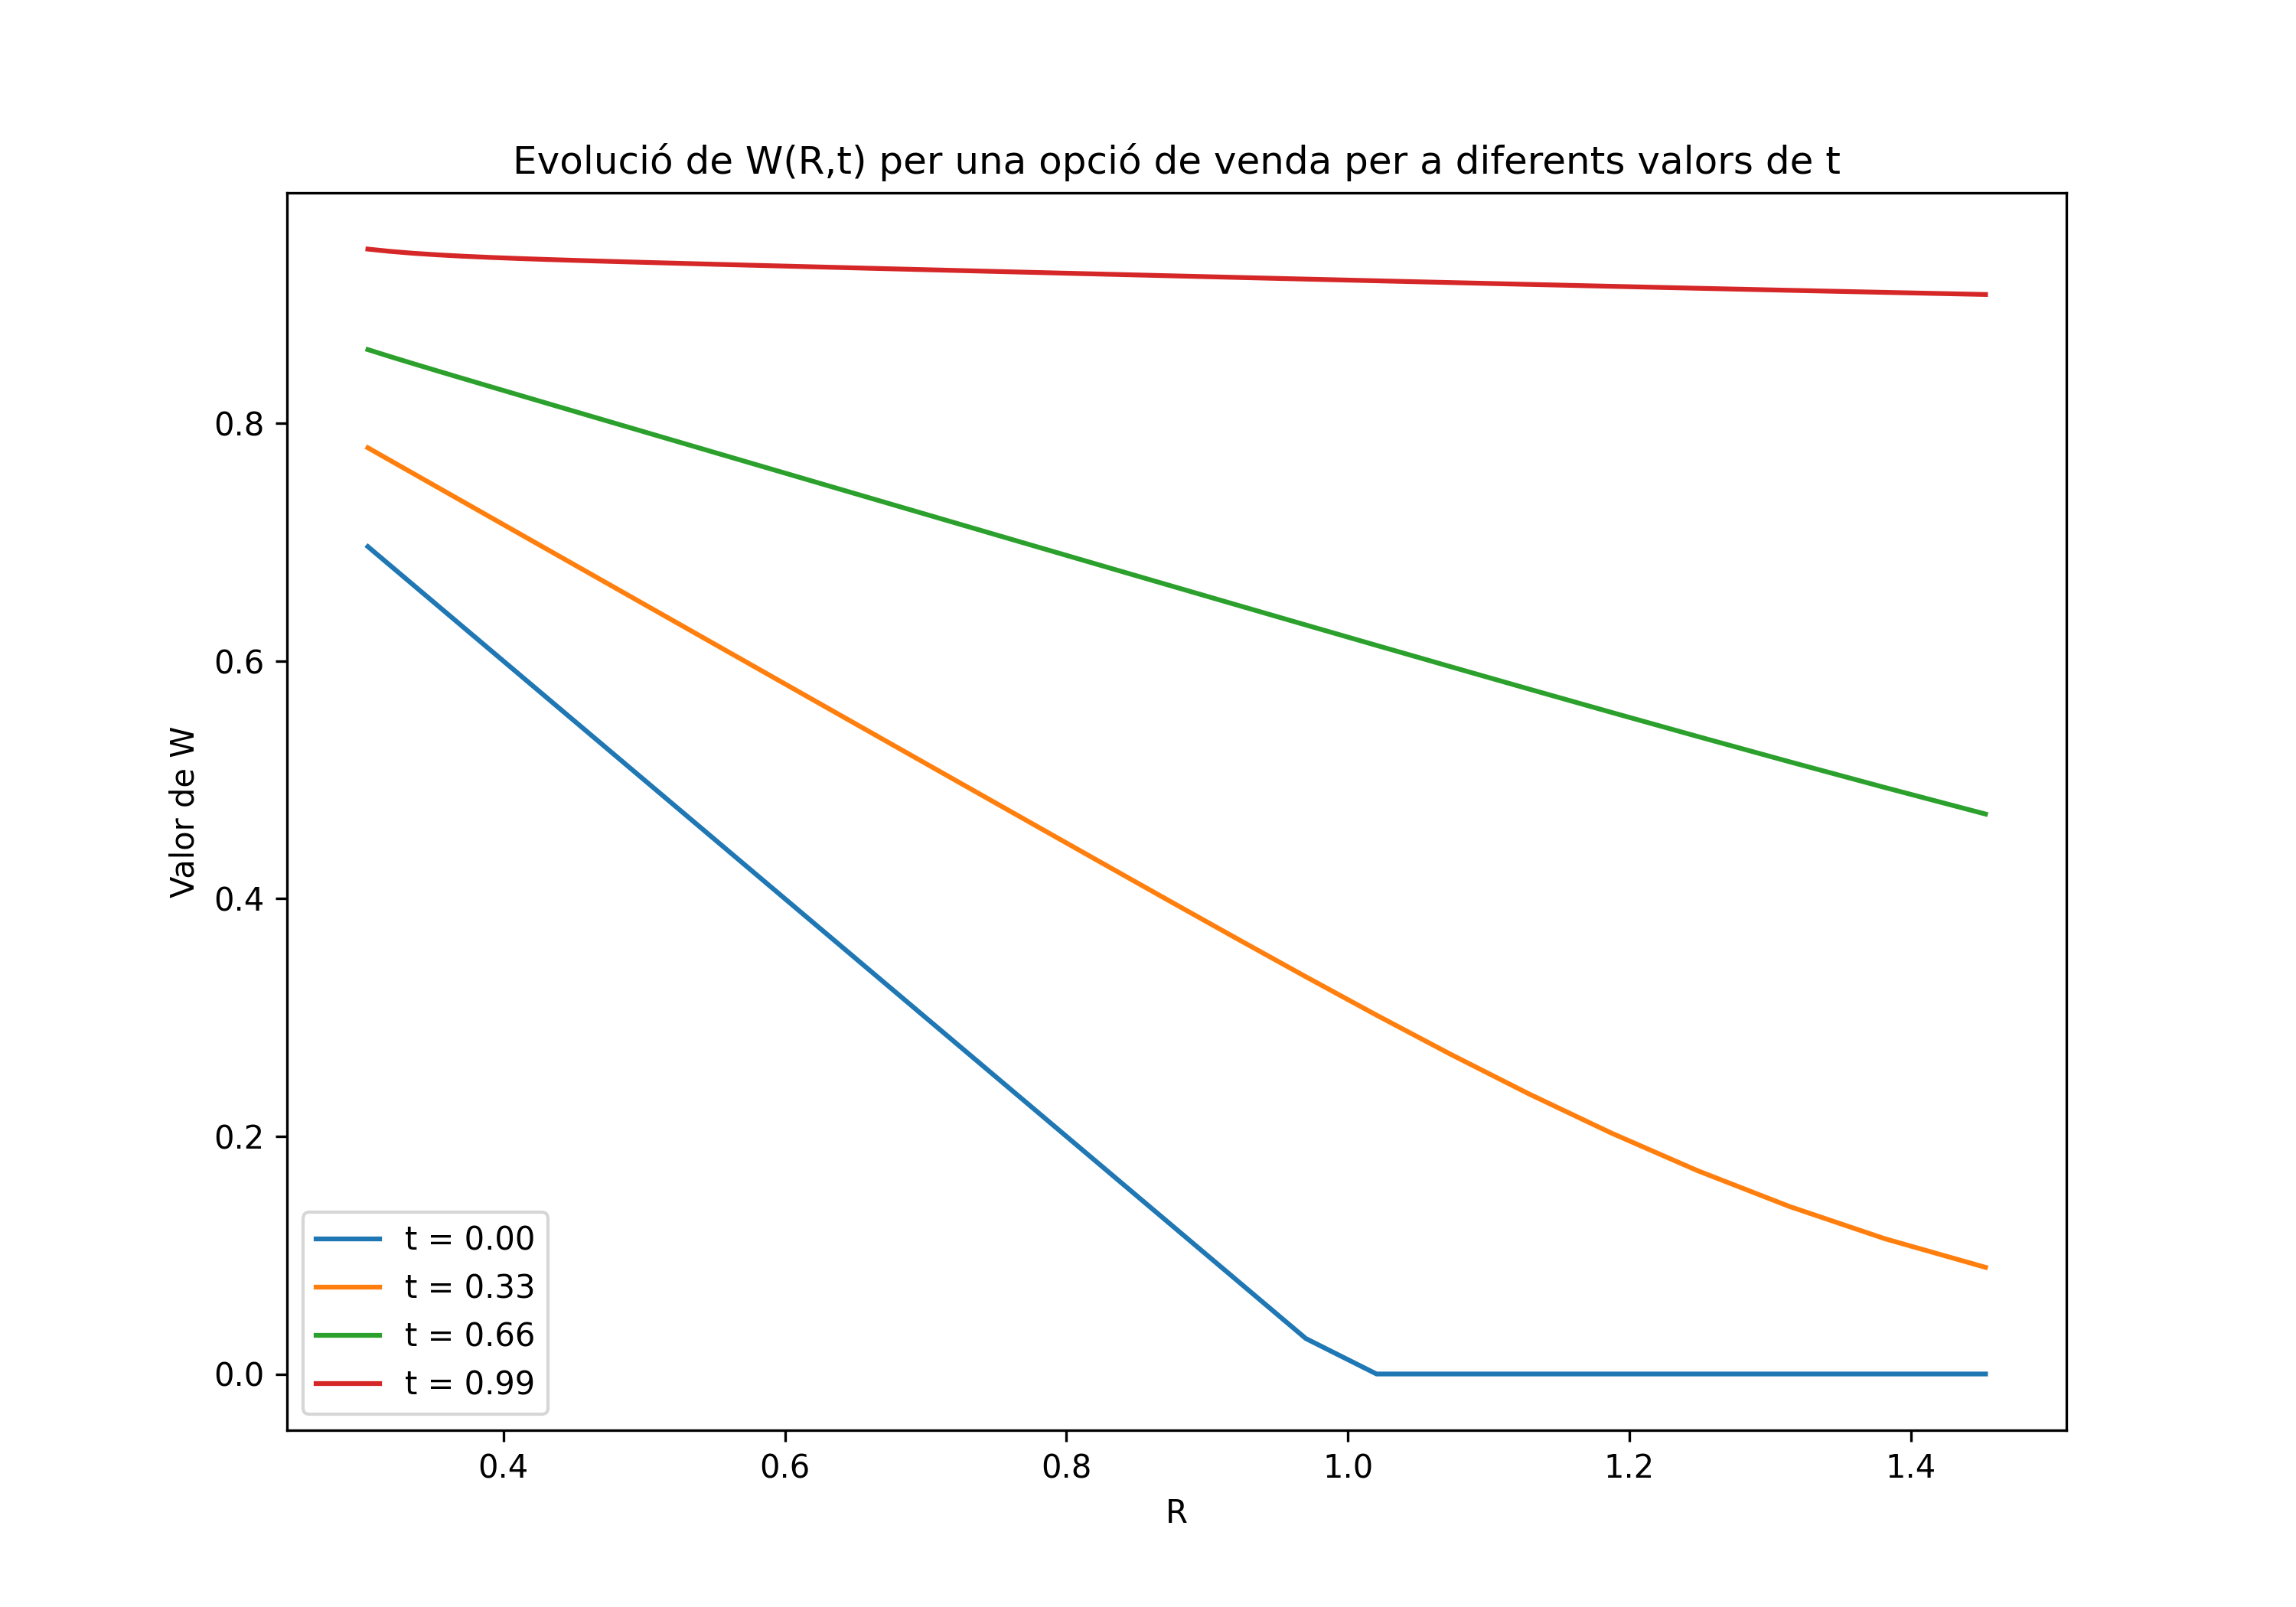 Evolució de W(R,t) per una opció de venda per a diferents valors de t
Valor de W
0.8
0.6
0.4
0.2
0.0
t = 0.00
t = 0.33
t = 0.66
t = 0.99
0.4 0.6 0.8 1.0 1.2 1.4
R